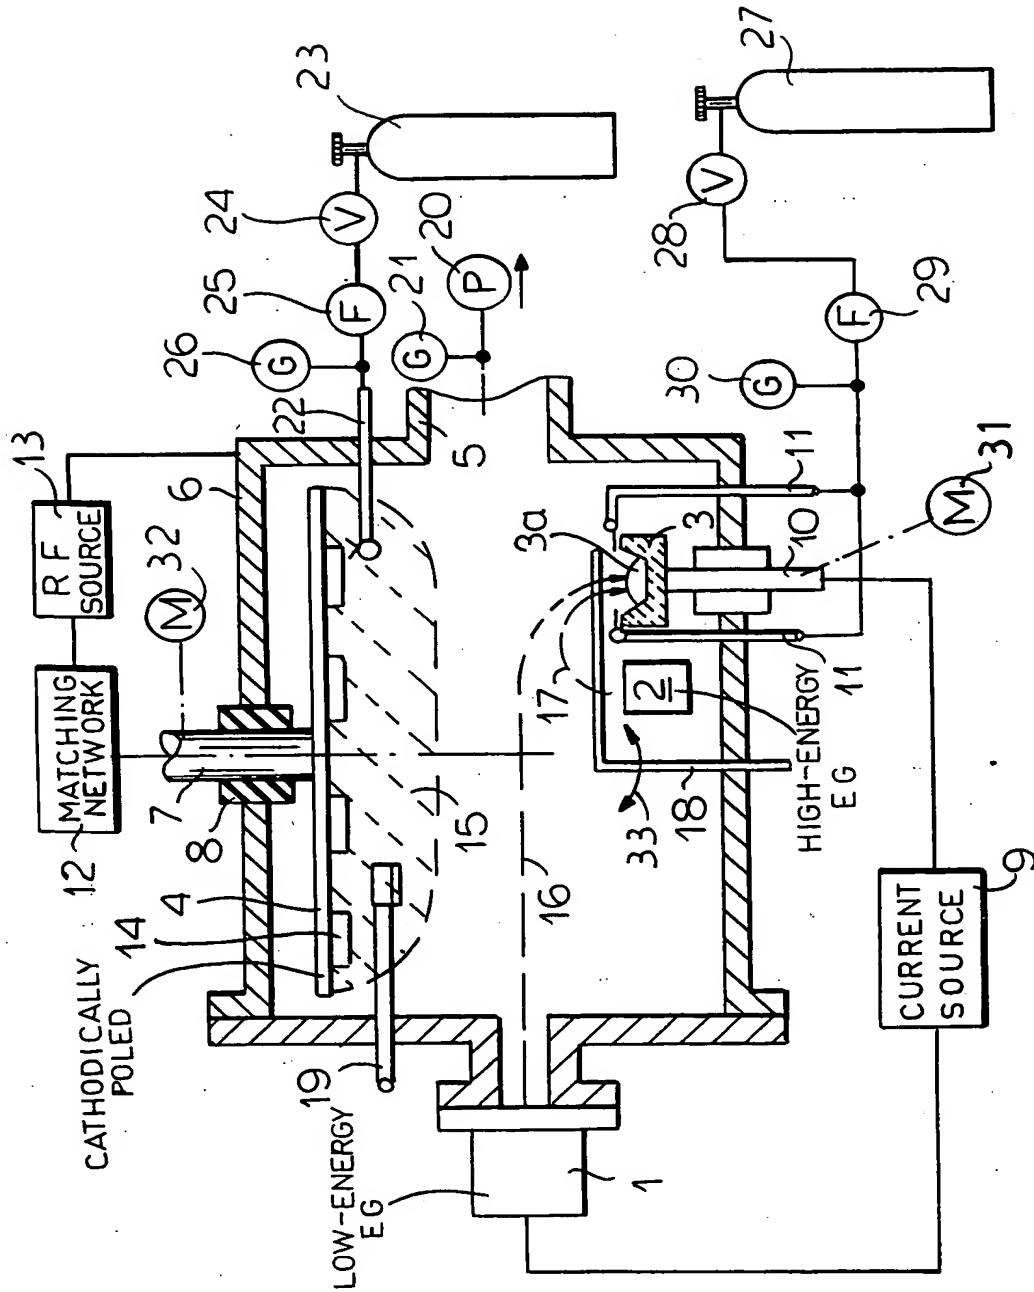 13
R F
SOURCE
12
MATCHING
NETWORK
32
M
CATHODICALLY
POLED
14
4
8
7
6
26
G
25
F
24
V
23
22
5
21
G
20
P
15
19
LOW-ENERGY
EG
1
16
17
33
2
18
3a
3
11
10
11
HIGH-ENERGY
EG
30
G
29
F
28
V
27
31
M
CURRENT
SOURCE
9